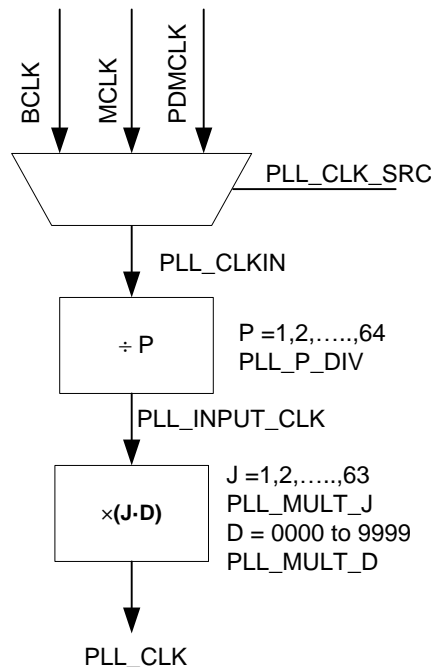 BCLK
MCLK
PDMCLK
PLL_CLK_SRC
PLL_CLKIN
÷ P
P =1,2,…..,64
PLL_P_DIV
PLL_INPUT_CLK
×(J·D)
J =1,2,…..,63
PLL_MULT_J
D = 0000 to 9999
PLL_MULT_D
PLL_CLK